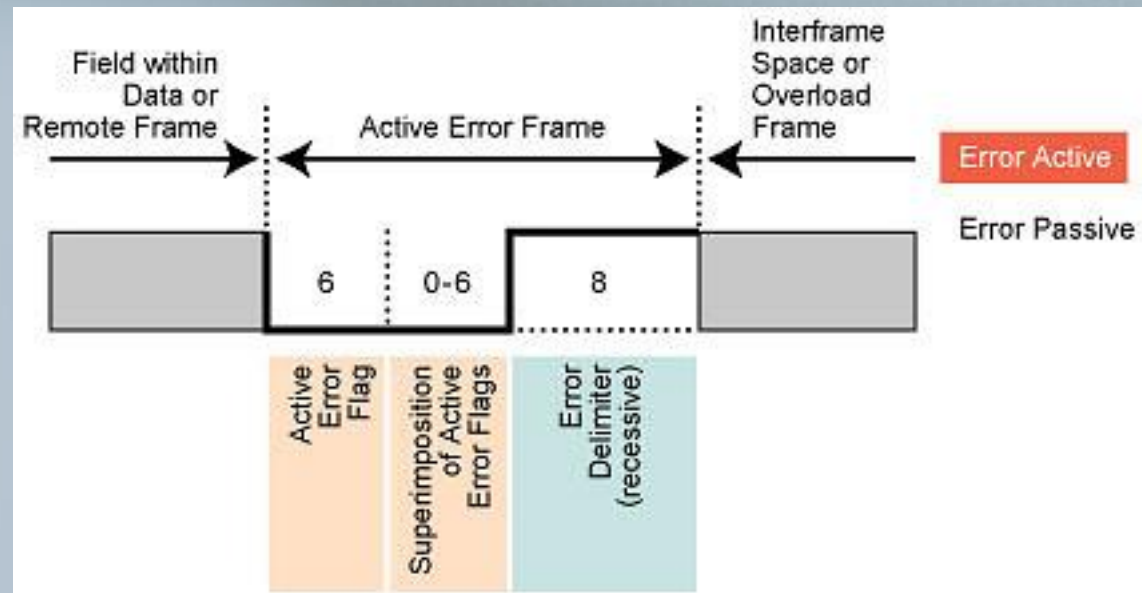 Field within
Data or
Remote Frame
Active Error Frame
Interframe
Space or
Overload
Frame
Error Active
Error Passive
6
0-6
8
Active
Error
Flag
Superimposition
of Active
Error Flags
Error
Delimiter
(recessive)